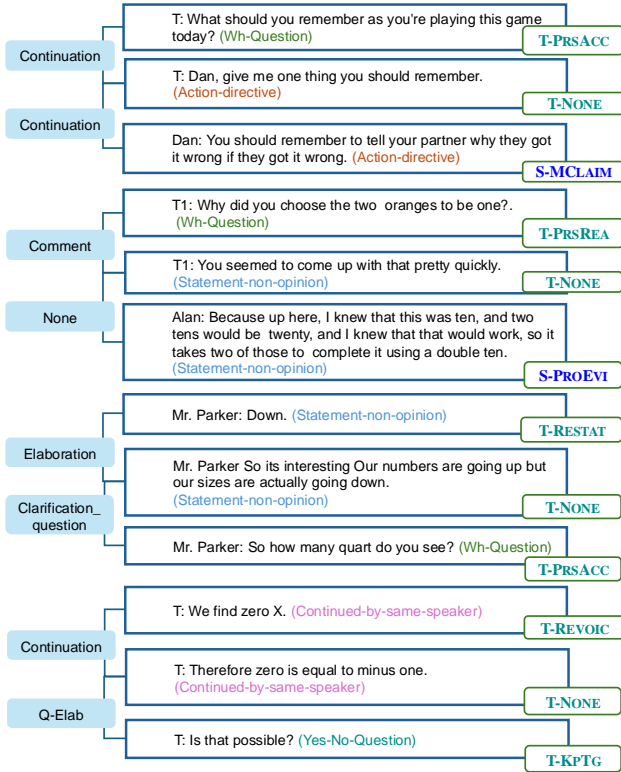 T: What should you remember as you're playing this game
today? (Wh-Question)
T-PRSACC
Continuation
T: Dan, give me one thing you should remember.
(Action-directive)
T-NONE
Continuation
Dan: You should remember to tell your partner why they got
it wrong if they got it wrong. (Action-directive)
S-MCLAIM
T1: Why did you choose the two oranges to be one?.
(Wh-Question)
T-PRSREA
Comment
T1: You seemed to come up with that pretty quickly.
(Statement-non-opinion)
T-NONE
None
Alan: Because up here, I knew that this was ten, and two
tens would be twenty, and I knew that that would work, so it
takes two of those to complete it using a double ten.
(Statement-non-opinion)
S-PROEVI
Mr. Parker: Down. (Statement-non-opinion)
T-RESTAT
Elaboration
Mr. Parker So its interesting Our numbers are going up but
our sizes are actually going down.
(Statement-non-opinion)
T-NONE
Clarification_
question
Mr. Parker: So how many quart do you see? (Wh-Question)
T-PRSACC
T: We find zero X. (Continued-by-same-speaker)
T-REVOIC
Continuation
T: Therefore zero is equal to minus one.
(Continued-by-same-speaker)
T-NONE
Q-Elab
T: Is that possible? (Yes-No-Question)
T-KPTG